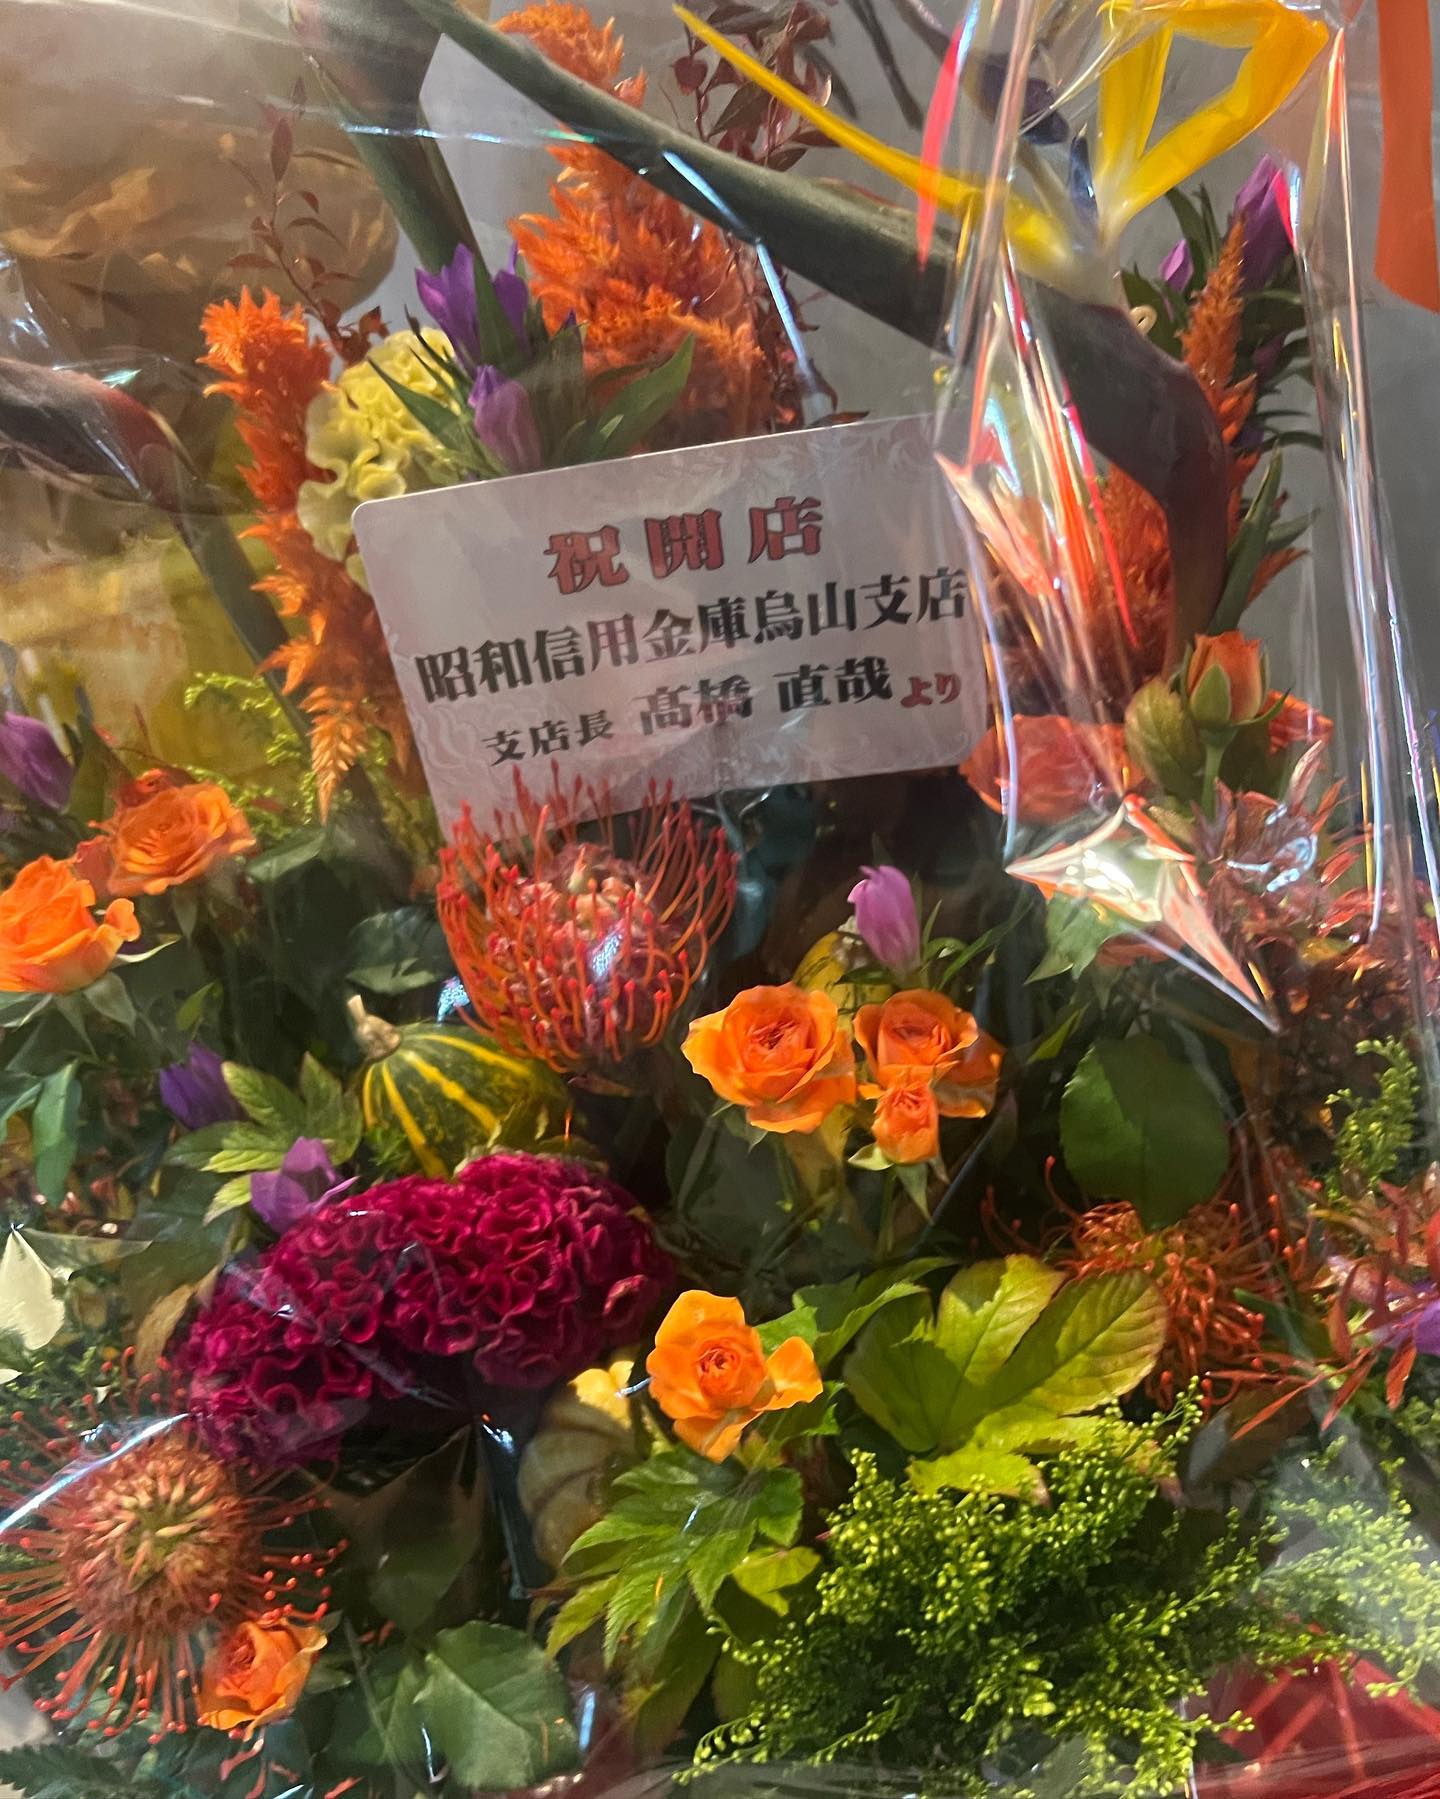 祝開店
昭和信用金庫烏山支店
支店長 髙橋 直哉より